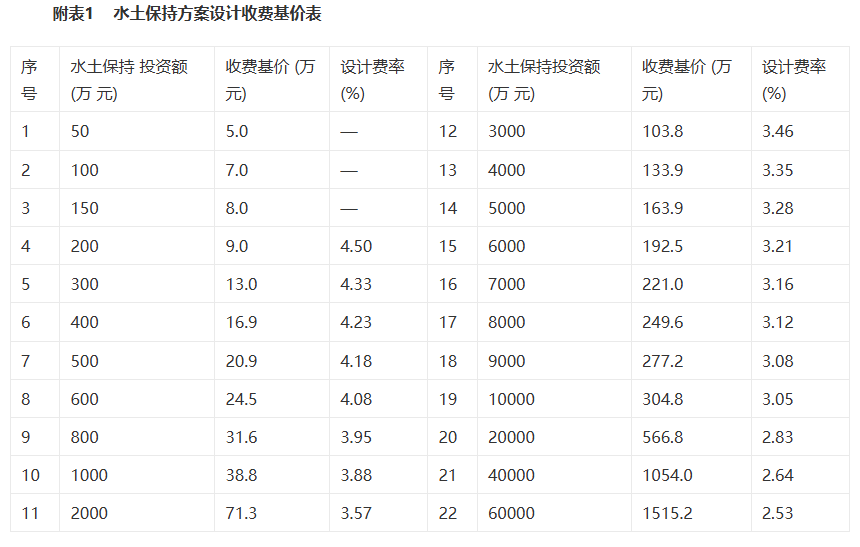 附表1 水土保持方案设计收费基价表
序号 水土保持 投资额 (万 元) 收费基价 (万元) 设计费率 (%) 序号 水土保持投资额 (万 元) 收费基价 (万元) 设计费率 (%)
1 50 5.0 — 12 3000 103.8 3.46
2 100 7.0 — 13 4000 133.9 3.35
3 150 8.0 — 14 5000 163.9 3.28
4 200 9.0 4.50 15 6000 192.5 3.21
5 300 13.0 4.33 16 7000 221.0 3.16
6 400 16.9 4.23 17 8000 249.6 3.12
7 500 20.9 4.18 18 9000 277.2 3.08
8 600 24.5 4.08 19 10000 304.8 3.05
9 800 31.6 3.95 20 20000 566.8 2.83
10 1000 38.8 3.88 21 40000 1054.0 2.64
11 2000 71.3 3.57 22 60000 1515.2 2.53